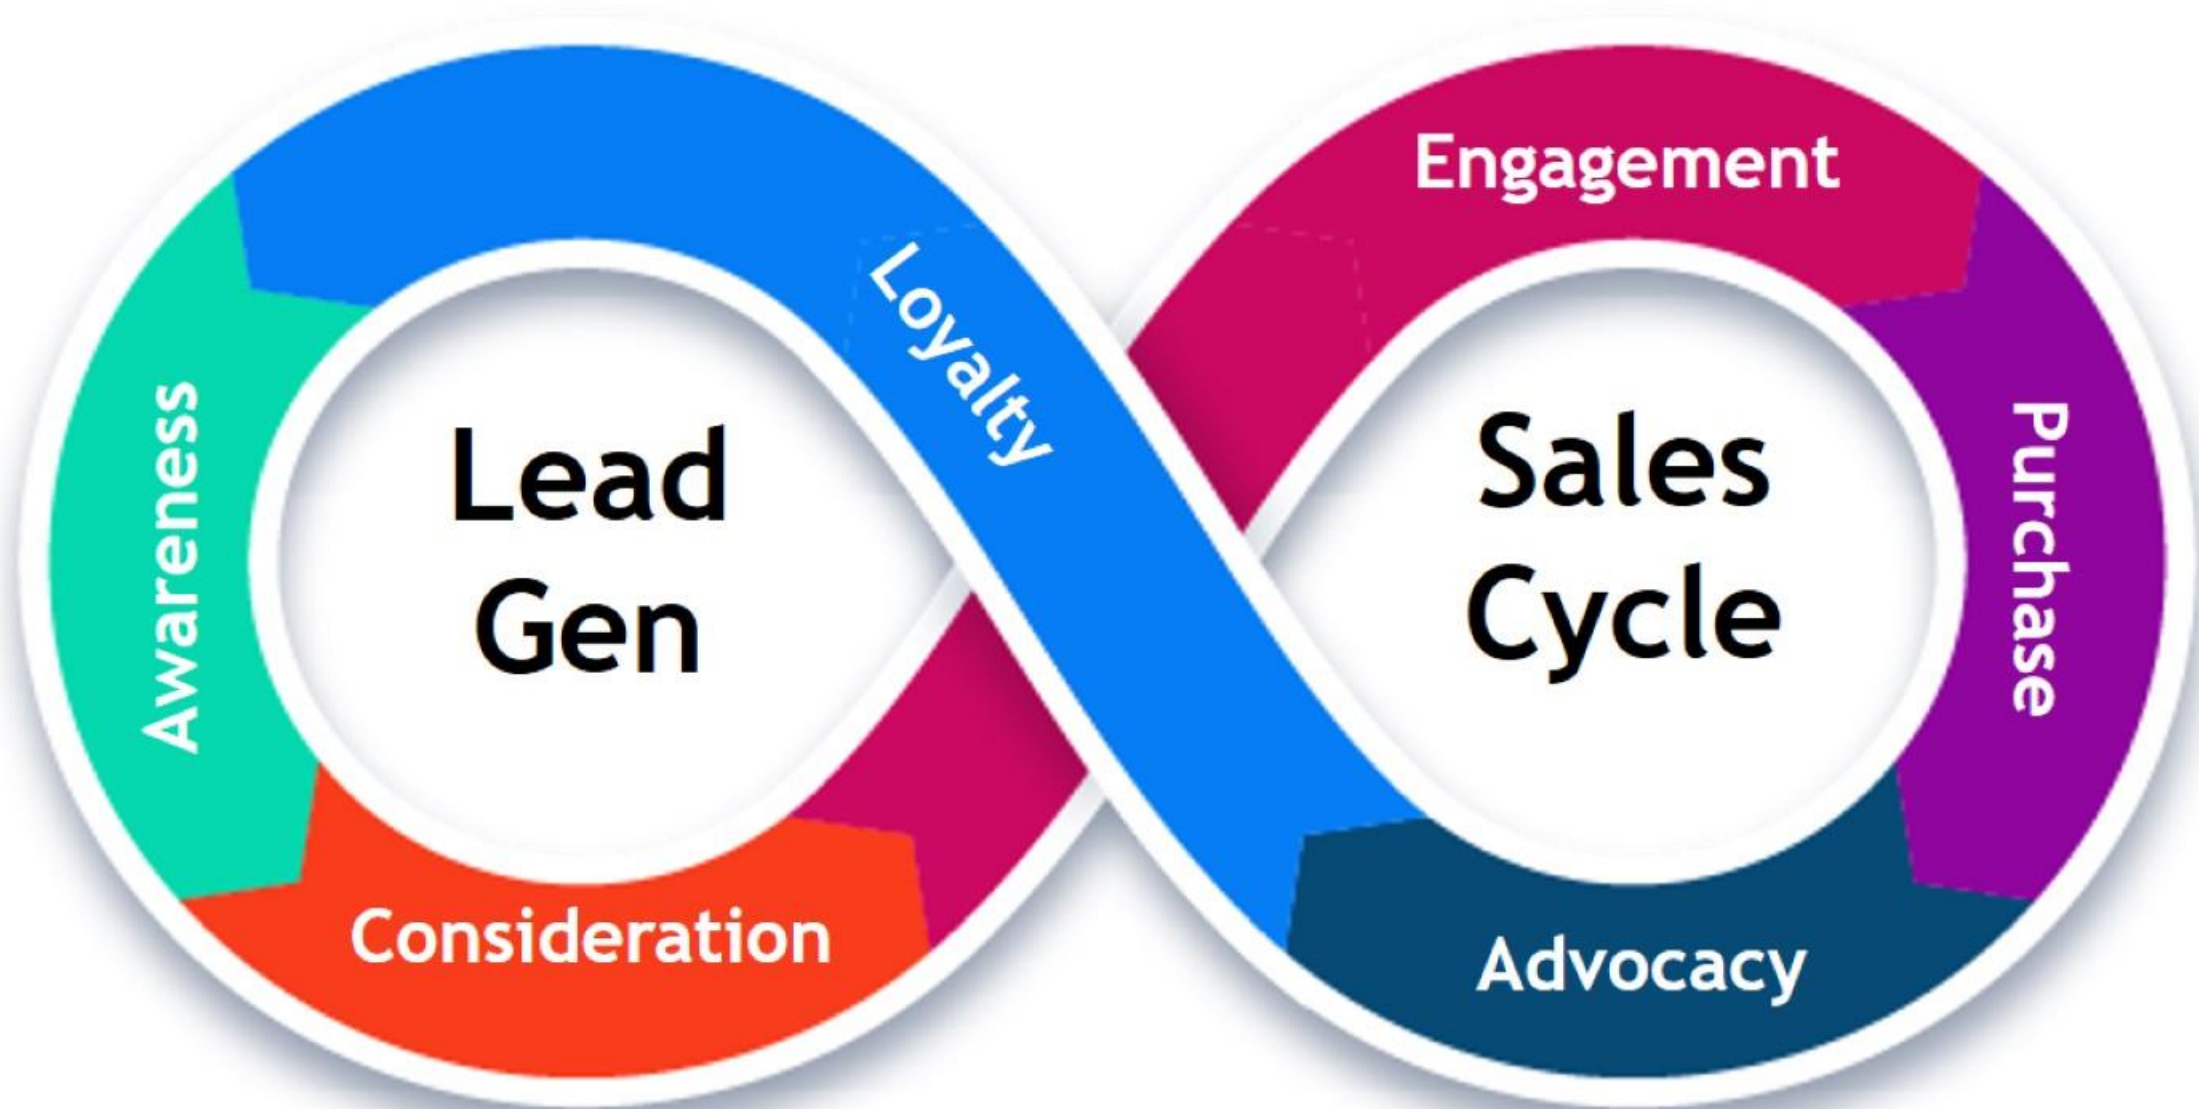 Awareness
Lead
Gen
Consideration
Loyalty
Engagement
Sales
Cycle
Purchase
Advocacy